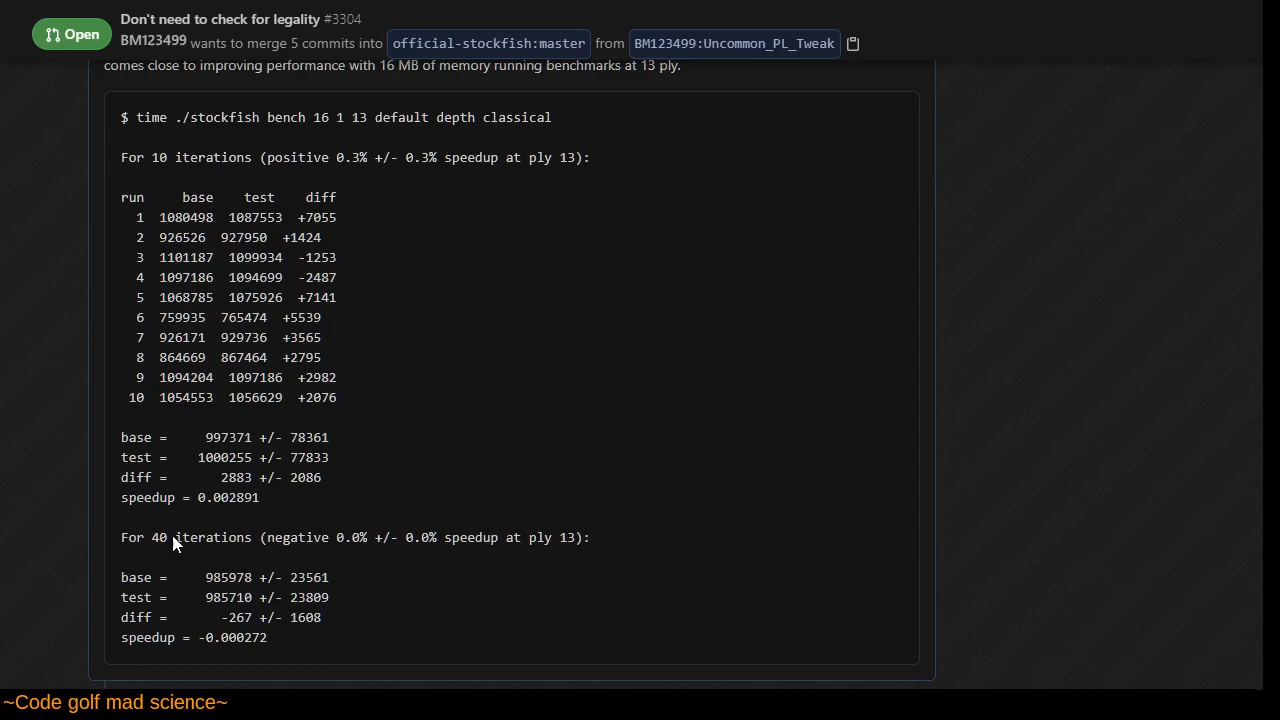 Open
Don't need to check for legality #3304
BM123499 wants to merge 5 commits into official-stockfish:master from BM123499:Uncommon_PL_Tweak
comes close to improving performance with 16 MB of memory running benchmarks at 13 ply.
$ time ./stockfish bench 16 1 13 default depth classical
For 10 iterations (positive 0.3% +/- 0.3% speedup at ply 13):
run base test diff
1 1080498 1087553 +7055
2 926526 927950 +1424
3 1101187 1099934 -1253
4 1097186 1094699 -2487
5 1068785 1075926 +7141
6 759935 765474 +5539
7 926171 929736 +3565
8 864669 867464 +2795
9 1094204 1097186 +2982
10 1054553 1056629 +2076
base = 997371 +/- 78361
test = 1000255 +/- 77833
diff = 2883 +/- 2086
speedup = 0.002891
For 40 iterations (negative 0.0% +/- 0.0% speedup at ply 13):
base = 985978 +/- 23561
test = 985710 +/- 23809
diff = -267 +/- 1608
speedup = -0.000272
~Code golf mad science~